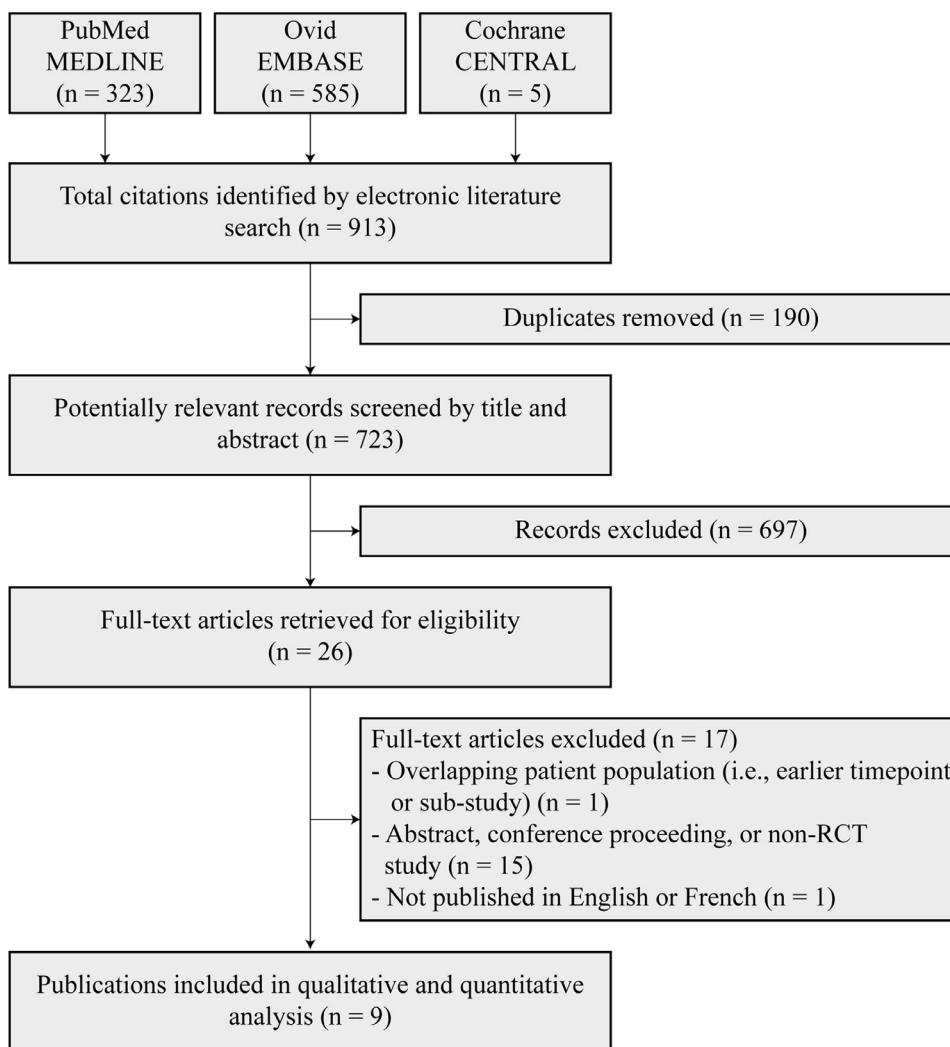 PubMed
MEDLINE
(n = 323)
Ovid
EMBASE
(n = 585)
Cochrane
CENTRAL
(n = 5)
Total citations identified by electronic literature
search (n = 913)
Duplicates removed (n = 190)
Potentially relevant records screened by title and
abstract (n = 723)
Records excluded (n = 697)
Full-text articles retrieved for eligibility
(n = 26)
Full-text articles excluded (n = 17)
- Overlapping patient population (i.e., earlier timepoint
or sub-study) (n = 1)
- Abstract, conference proceeding, or non-RCT
study (n = 15)
- Not published in English or French (n = 1)
Publications included in qualitative and quantitative
analysis (n = 9)